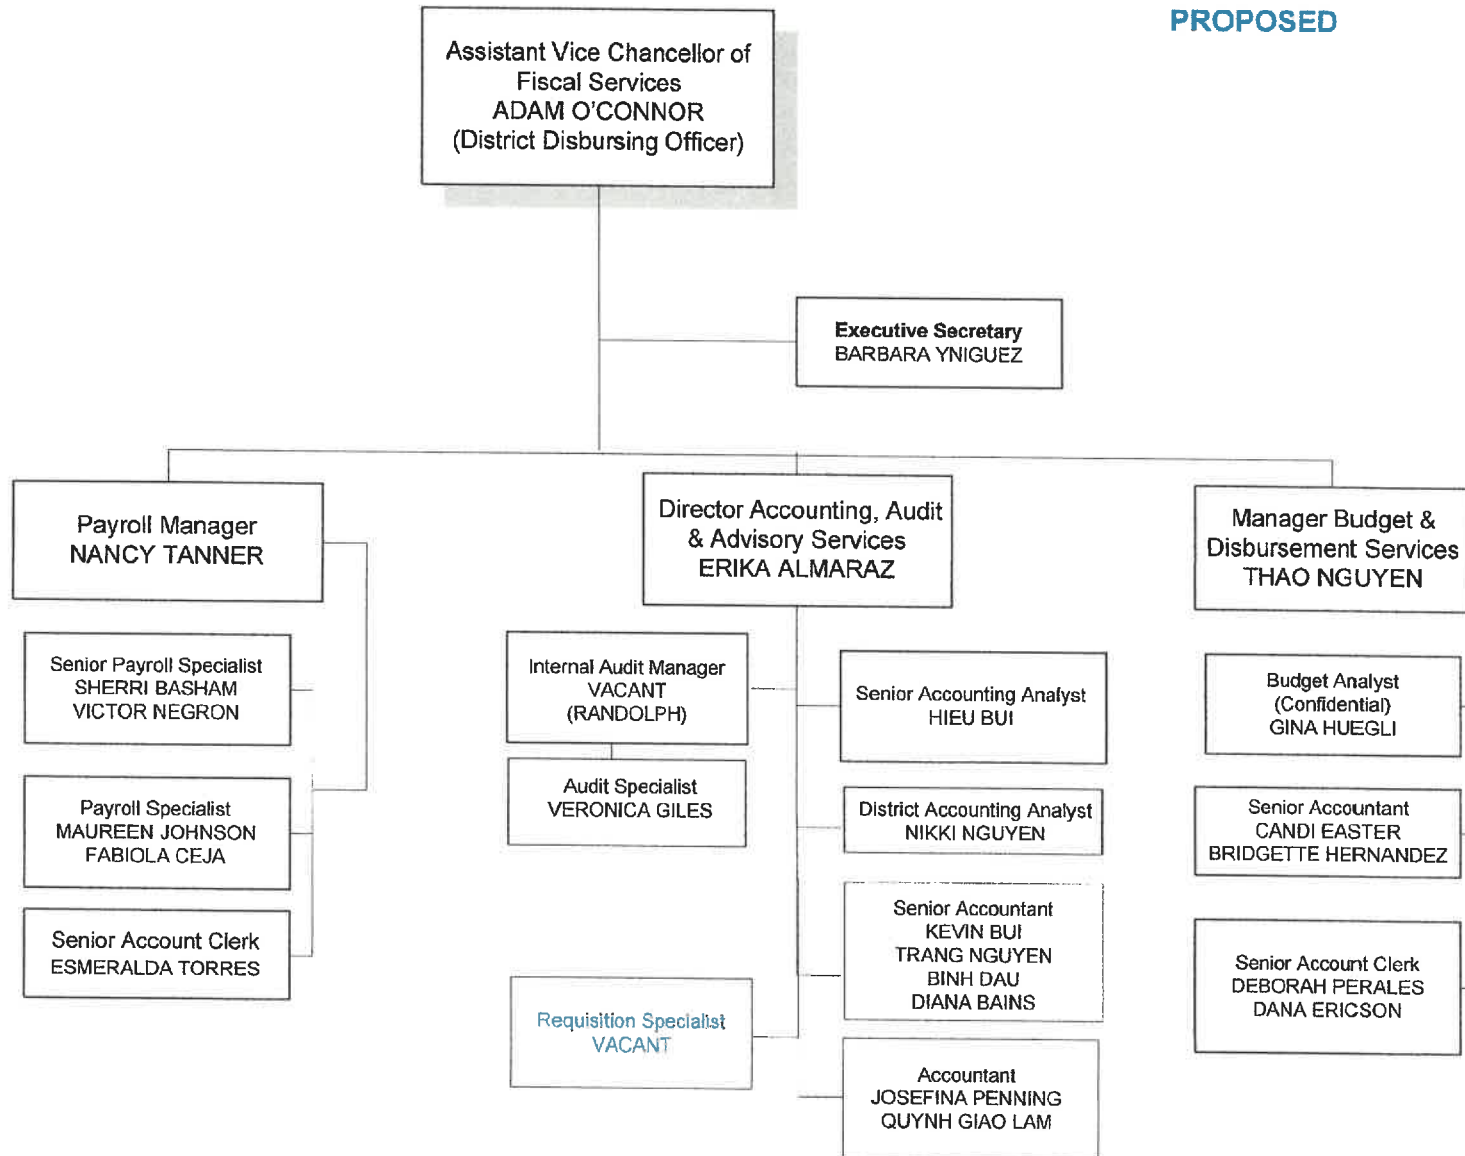 PROPOSED
Assistant Vice Chancellor of
Fiscal Services
ADAM O'CONNOR
(District Disbursing Officer)
Executive Secretary
BARBARA YNIGUEZ
Payroll Manager
NANCY TANNER
Senior Payroll Specialist
SHERRI BASHAM
VICTOR NEGRON
Payroll Specialist
MAUREEN JOHNSON
FABIOLA CEJA
Senior Account Clerk
ESMERALDA TORRES
Director Accounting, Audit
& Advisory Services
ERIKA ALMARAZ
Internal Audit Manager
VACANT
(RANDOLPH)
Audit Specialist
VERONICA GILES
Requisition Specialist
VACANT
Senior Accounting Analyst
HIEU BUI
District Accounting Analyst
NIKKI NGUYEN
Senior Accountant
KEVIN BUI
TRANG NGUYEN
BINH DAU
DIANA BAINS
Accountant
JOSEFINA PENNING
QUYNH GIAO LAM
Manager Budget &
Disbursement Services
THAO NGUYEN
Budget Analyst
(Confidential)
GINA HUEGLI
Senior Accountant
CANDI EASTER
BRIDGETTE HERNANDEZ
Senior Account Clerk
DEBORAH PERALES
DANA ERICSON